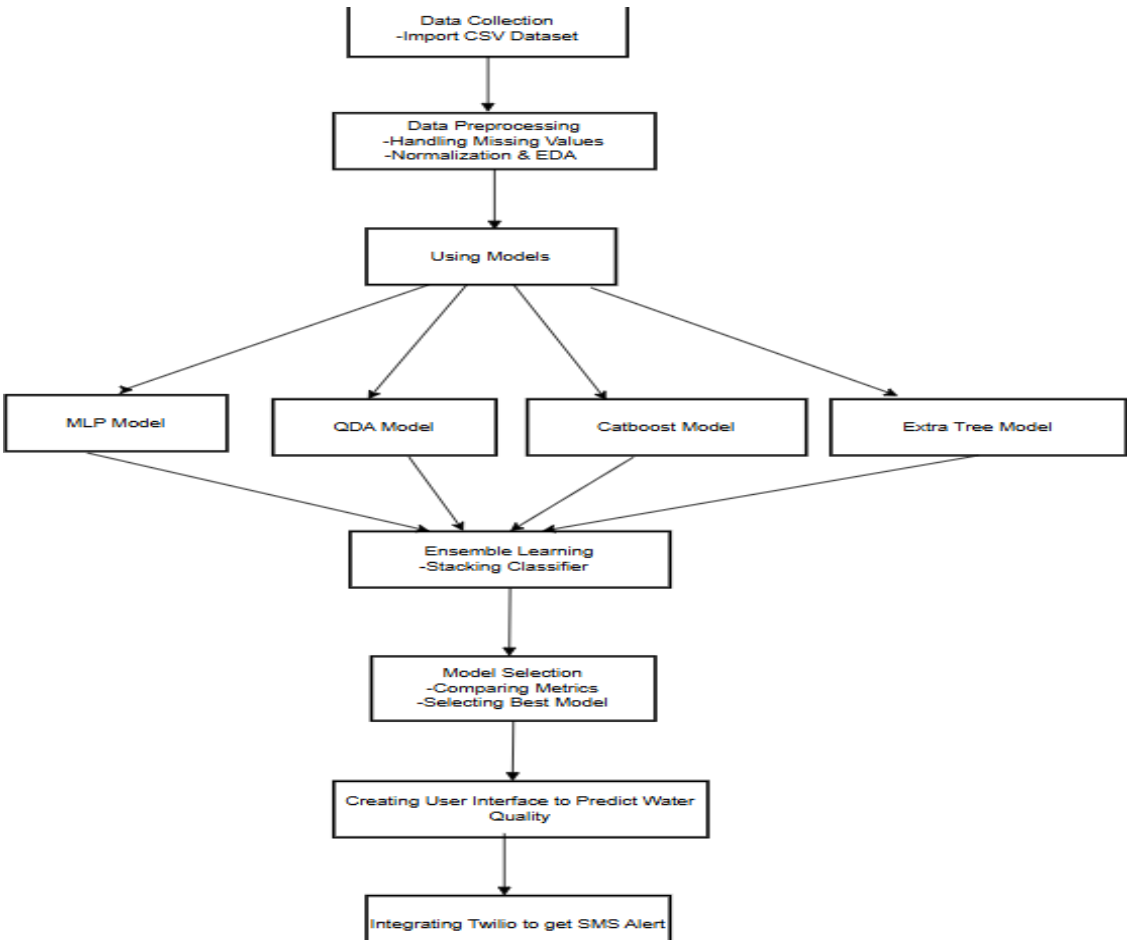 Data Collection
-Import CSV Dataset
Data Preprocessing
-Handling Missing Values
-Normalization & EDA
Using Models
MLP Model
QDA Model
Catboost Model
Extra Tree Model
Ensemble Learning
-Stacking Classifier
Model Selection
-Comparing Metrics
-Selecting Best Model
Creating User Interface to Predict Water
Quality
Integrating Twilio to get SMS Alert